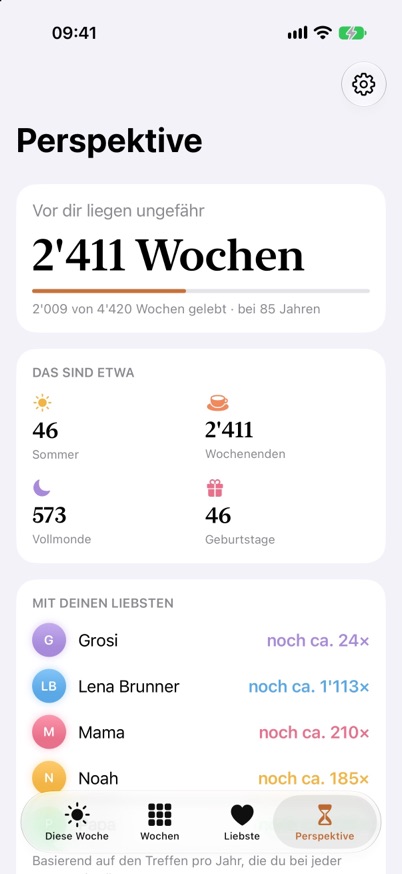 09:41
Perspektive
Vor dir liegen ungefähr
2'411 Wochen
2'009 von 4'420 Wochen gelebt · bei 85 Jahren
DAS SIND ETWA
46
Sommer
2'411
Wochenenden
573
Vollmonde
46
Geburtstage
MIT DEINEN LIEBSTEN
G Grosi noch ca. 24×
LB Lena Brunner noch ca. 1'113×
M Mama noch ca. 210×
N Noah noch ca. 185×
Diese Woche Wochen Liebste Perspektive
Basierend auf den Treffen pro Jahr, die du bei jeder